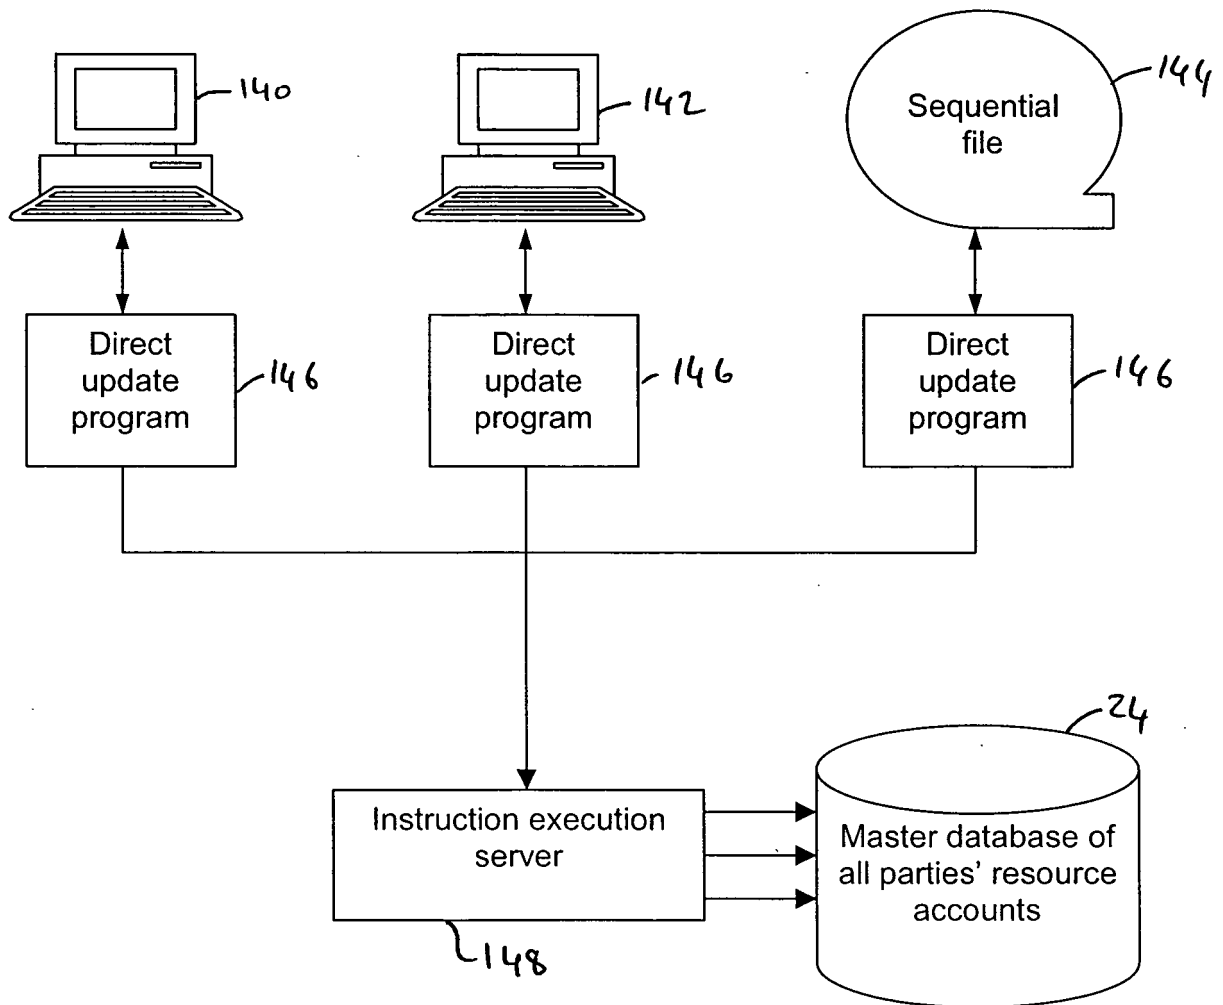 140
142
144
Sequential
file
Direct
update
program
146
Direct
update
program
146
Direct
update
program
146
24
Instruction execution
server
Master database of
all parties’ resource
accounts
148